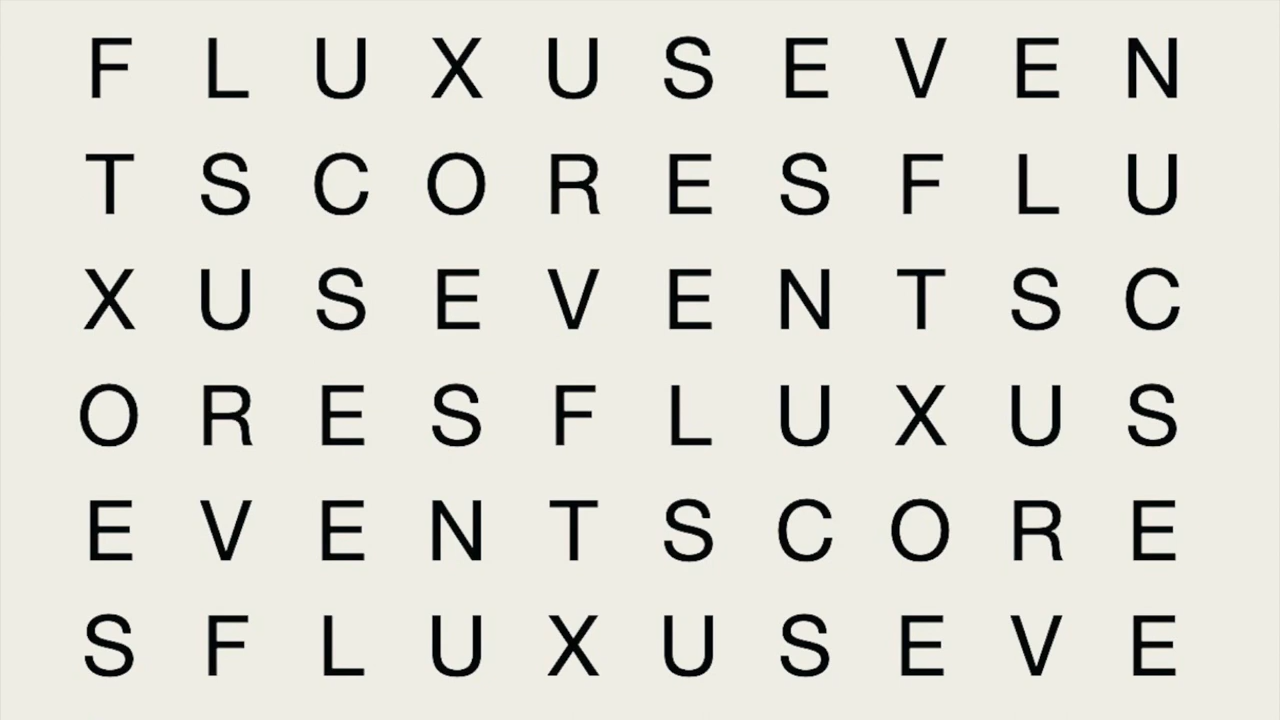 F L U X U S E V E N
T S C O R E S F L U
X U S E V E N T S C
O R E S F L U X U S
E V E N T S C O R E
S F L U X U S E V E